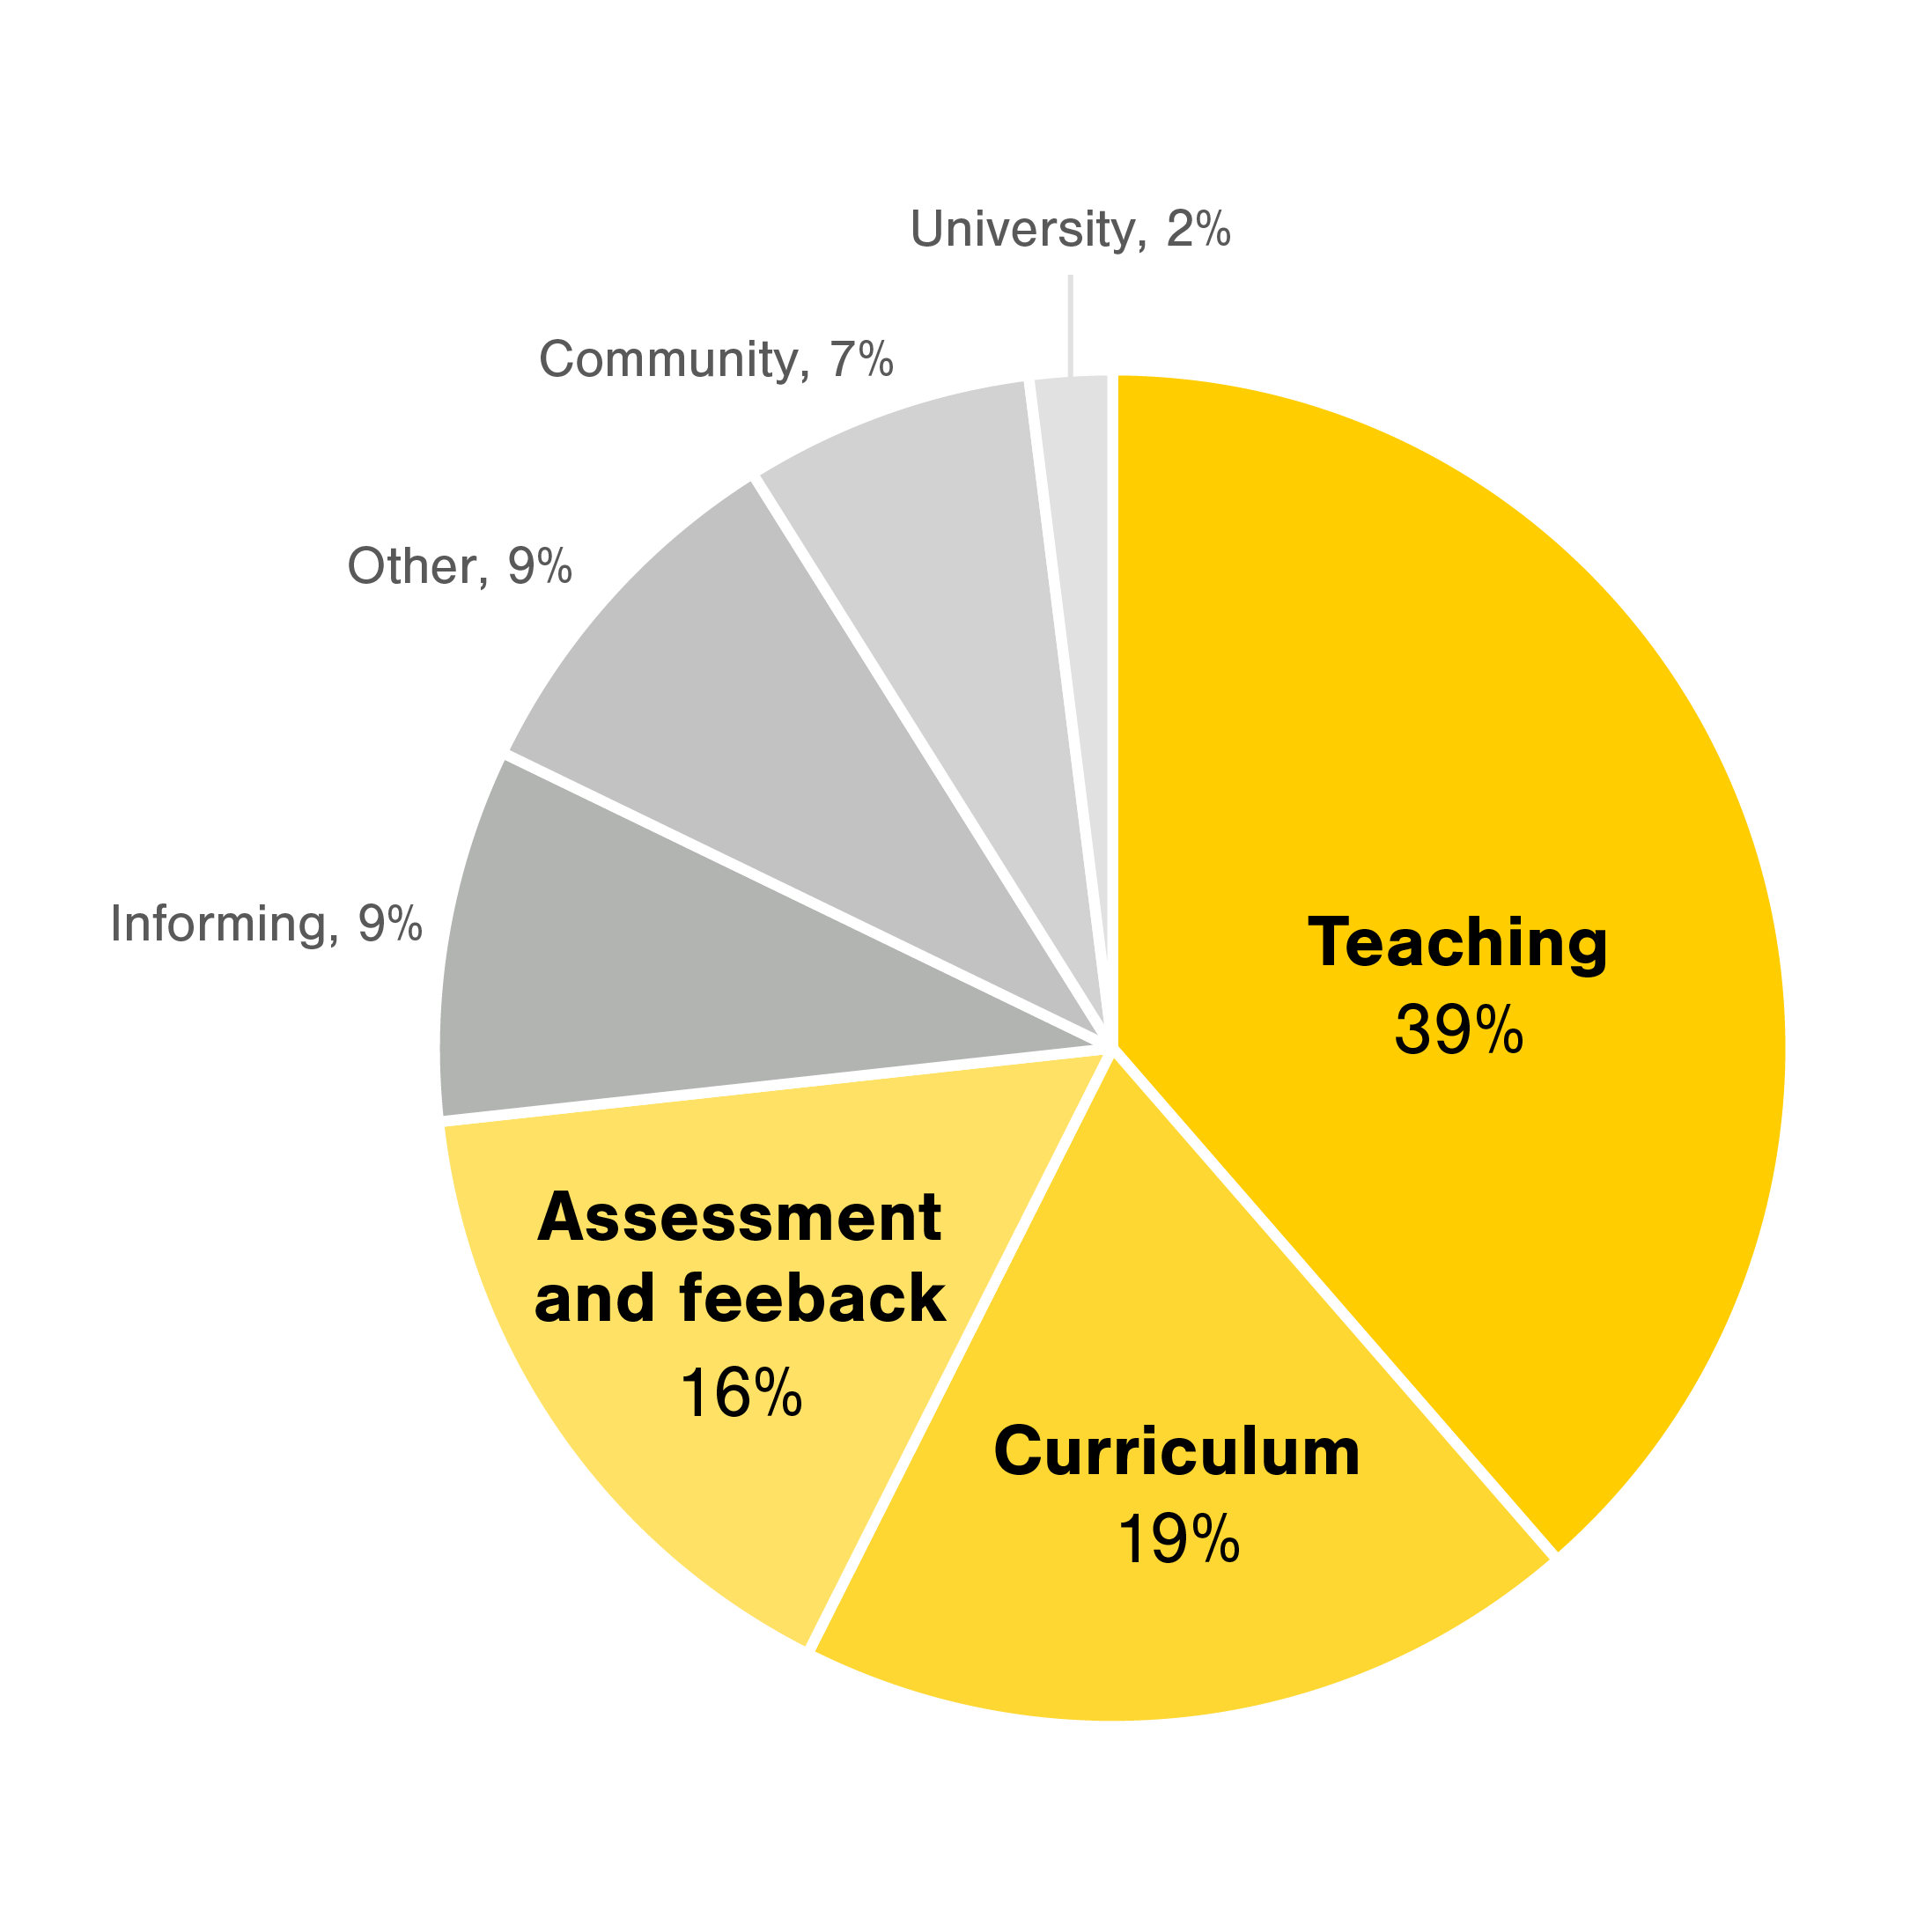 University, 2%
Community, 7%
Other, 9%
Informing, 9%
Teaching
39%
Assessment
and feeback
16%
Curriculum
19%